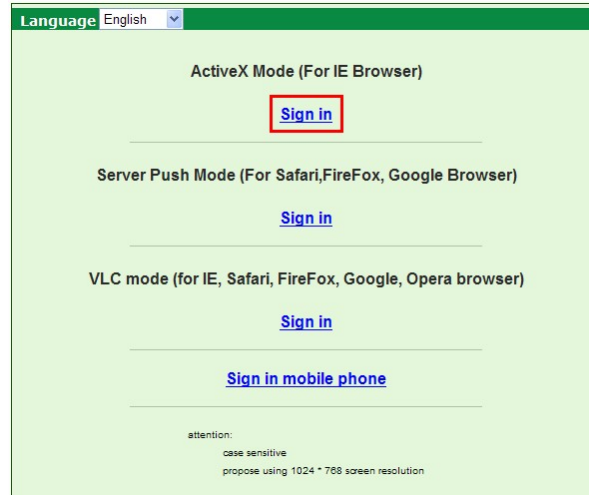 Language English
ActiveX Mode (For IE Browser)
Sign in
Server Push Mode (For Safari,FireFox, Google Browser)
Sign in
VLC mode (for IE, Safari, FireFox, Google, Opera browser)
Sign in
Sign in mobile phone
attention:
case sensitive
propose using 1024 * 768 screen resolution